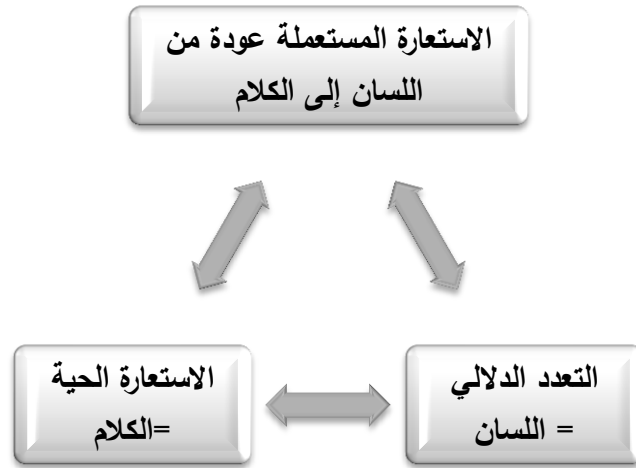 الاستعارة المستعملة عودة من
اللسان إلى الكلام
التعدد الدلالي
= اللسان
الاستعارة الحية
=الكلام